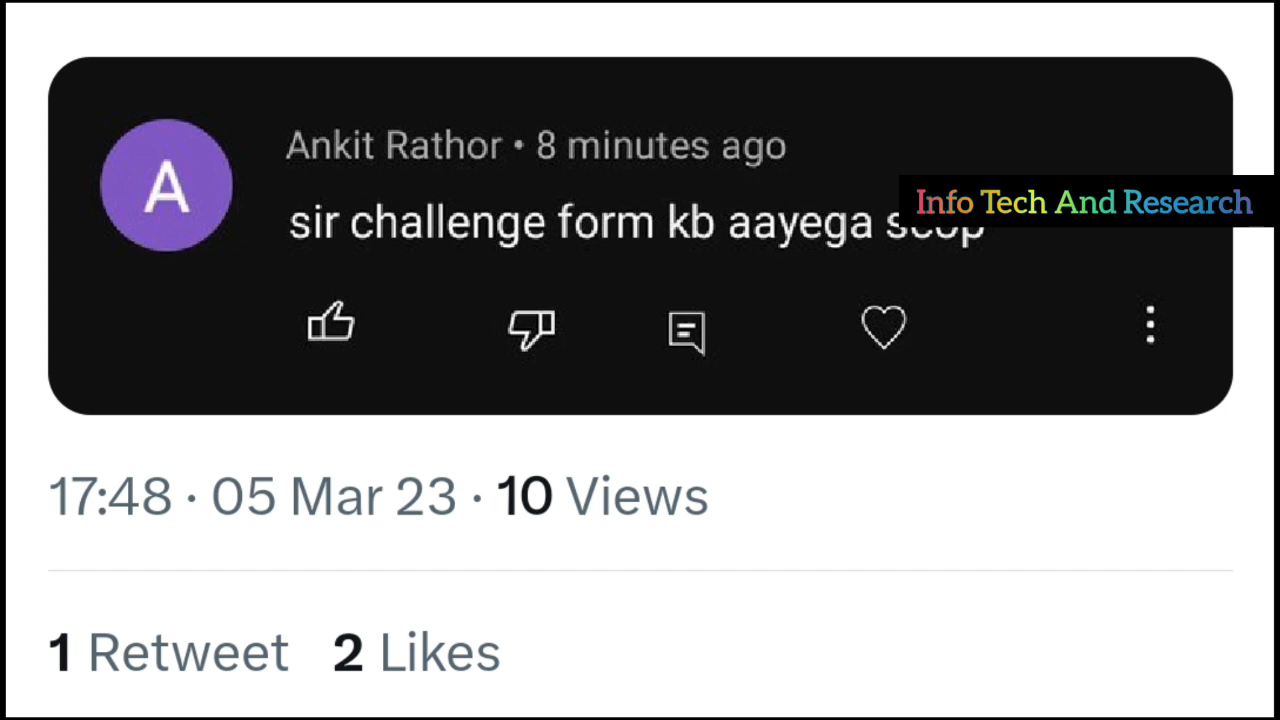 A
Ankit Rathor • 8 minutes ago
Info Tech And Research
sir challenge form kb aayega
17:48 · 05 Mar 23 · 10 Views
1 Retweet 2 Likes